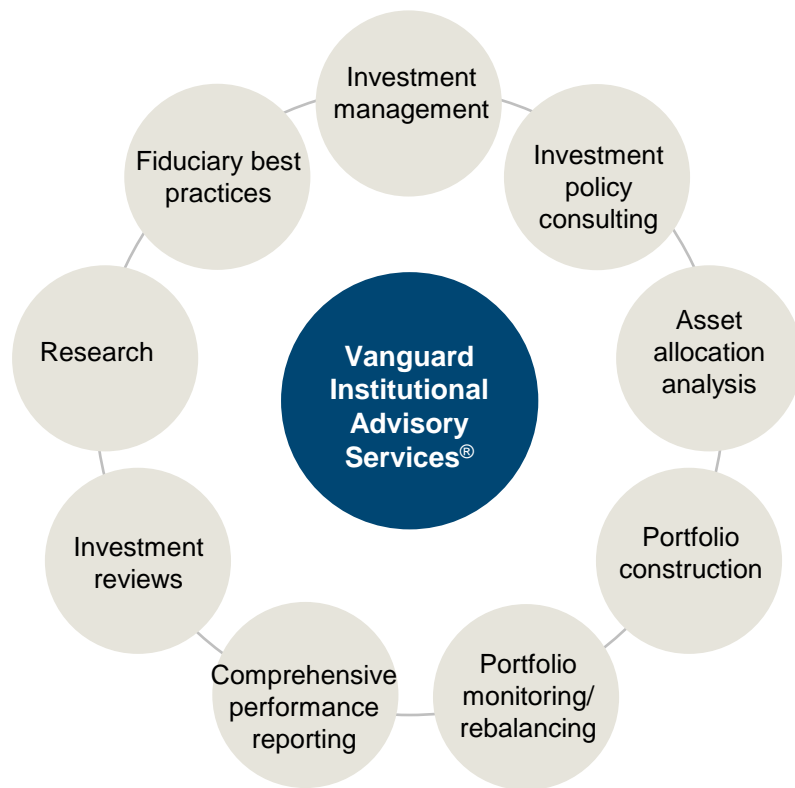 Investment
management
Investment
policy
consulting
Asset
allocation
analysis
Portfolio
construction
Portfolio
monitoring/
rebalancing
Comprehensive
performance
reporting
Investment
reviews
Research
Fiduciary best
practices
Vanguard
Institutional
Advisory
Services®